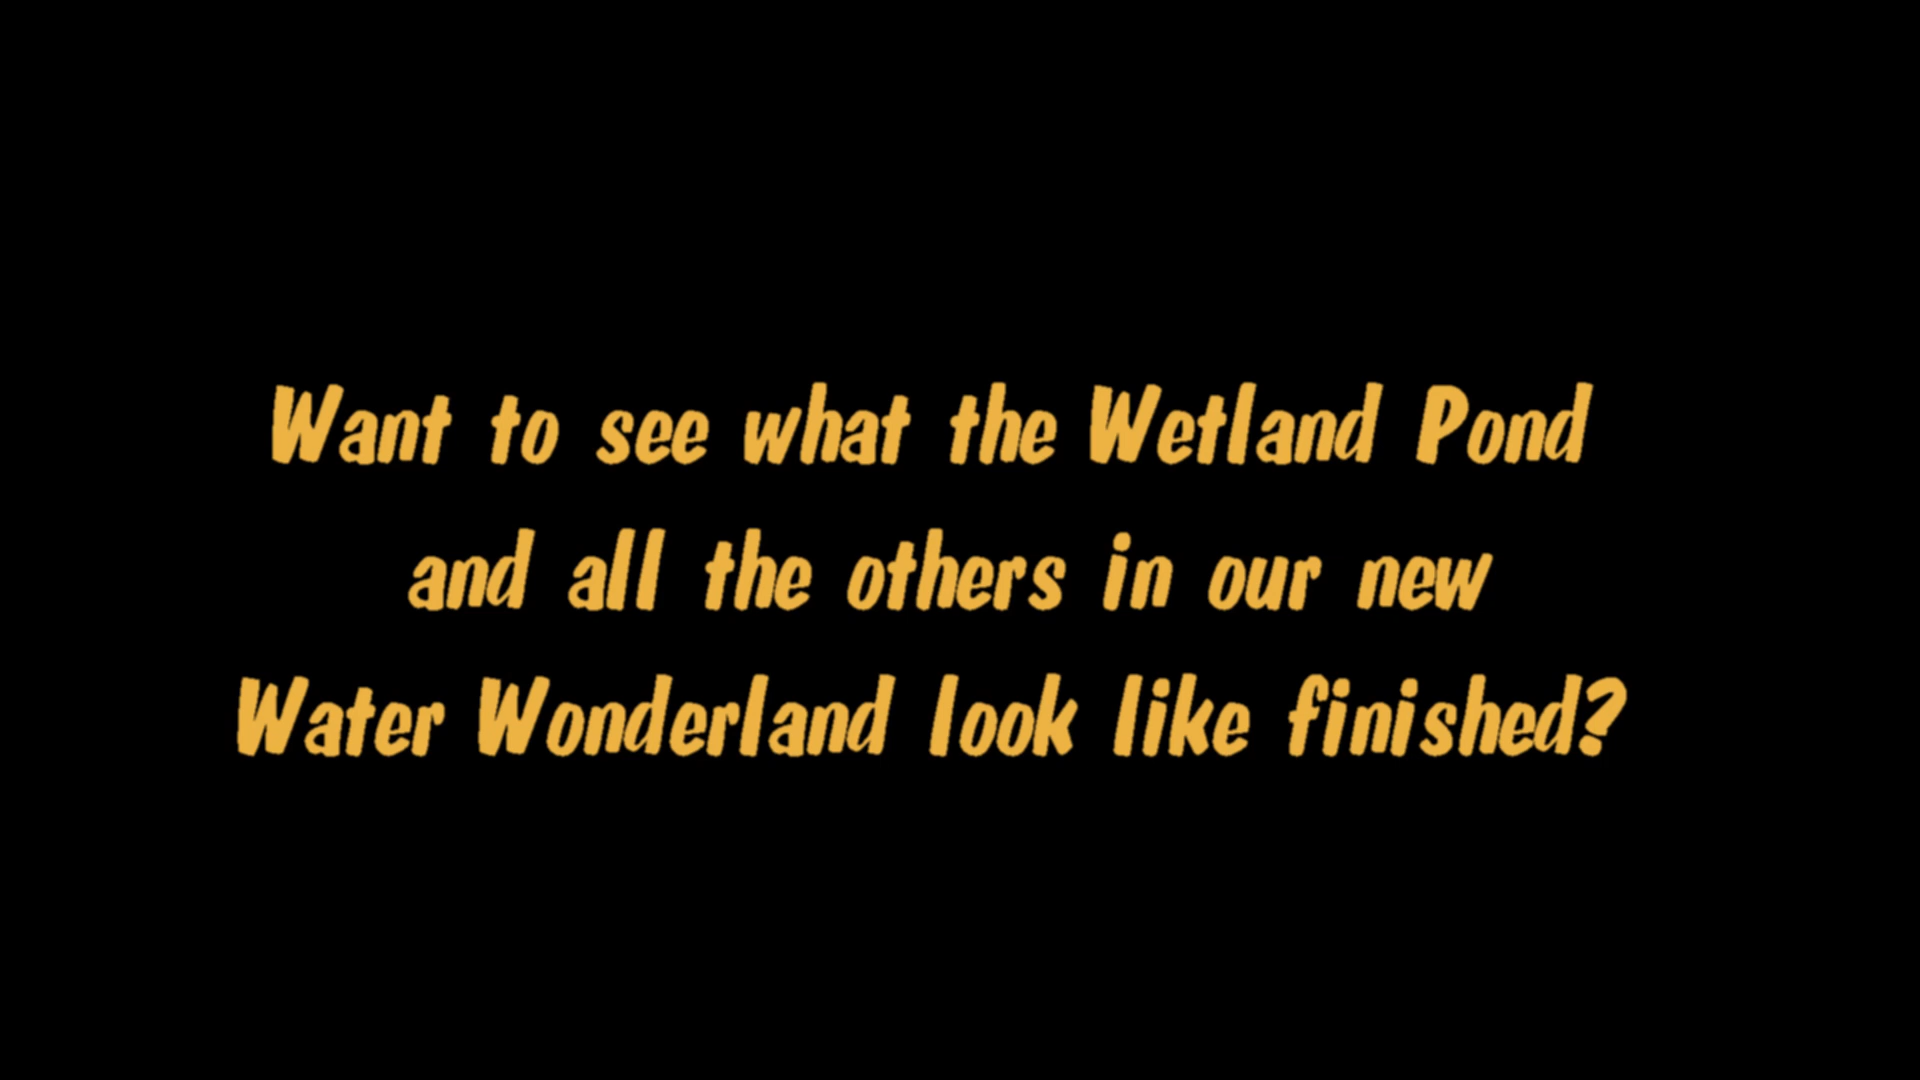 Want to see what the Wetland Pond
and all the others in our new
Water Wonderland look like finished?